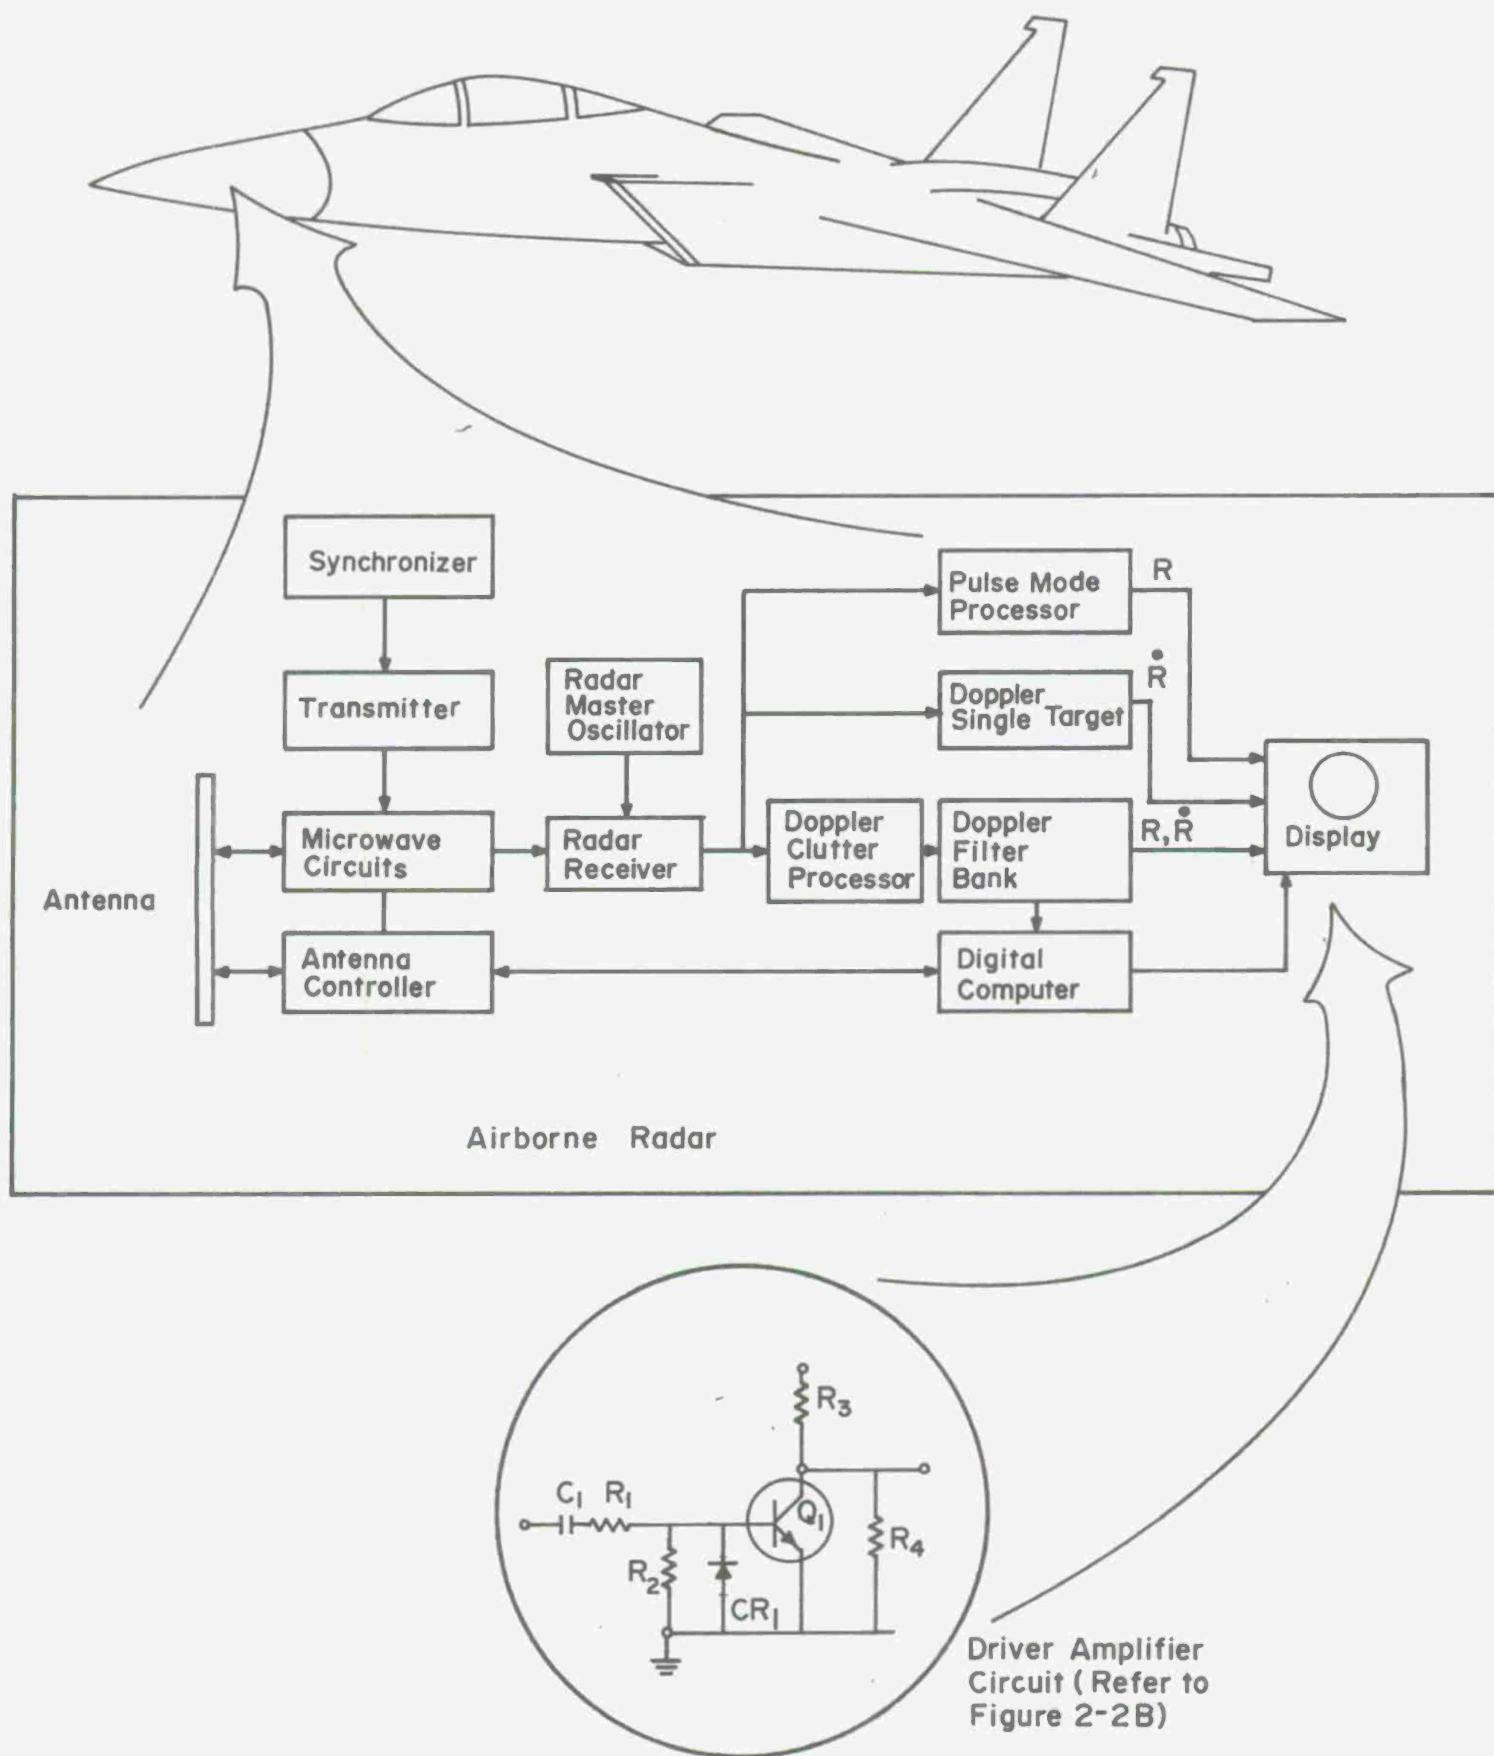 Synchronizer
Transmitter
Radar
Master
Oscillator
Pulse Mode
Processor
R
Ṙ
Doppler
Single Target
Antenna
Microwave
Circuits
Radar
Receiver
Doppler
Clutter
Processor
Doppler
Filter
Bank
R, Ṙ
Display
Antenna
Controller
Digital
Computer
Airborne Radar
R3
C1 R1
Q1
R2
R4
CR1
Driver Amplifier
Circuit (Refer to
Figure 2-2B)